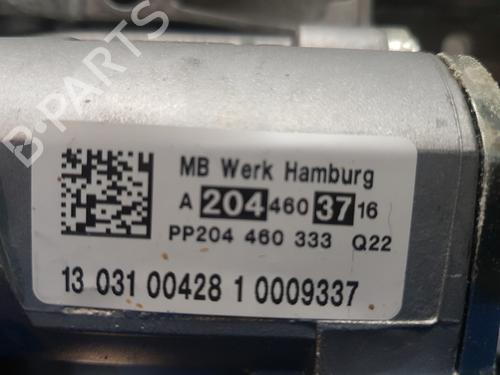 MB Werk Hamburg
A 204 460 37 16
PP204 460 333 Q22
13 031 00428 1 0009337
B-PARTS